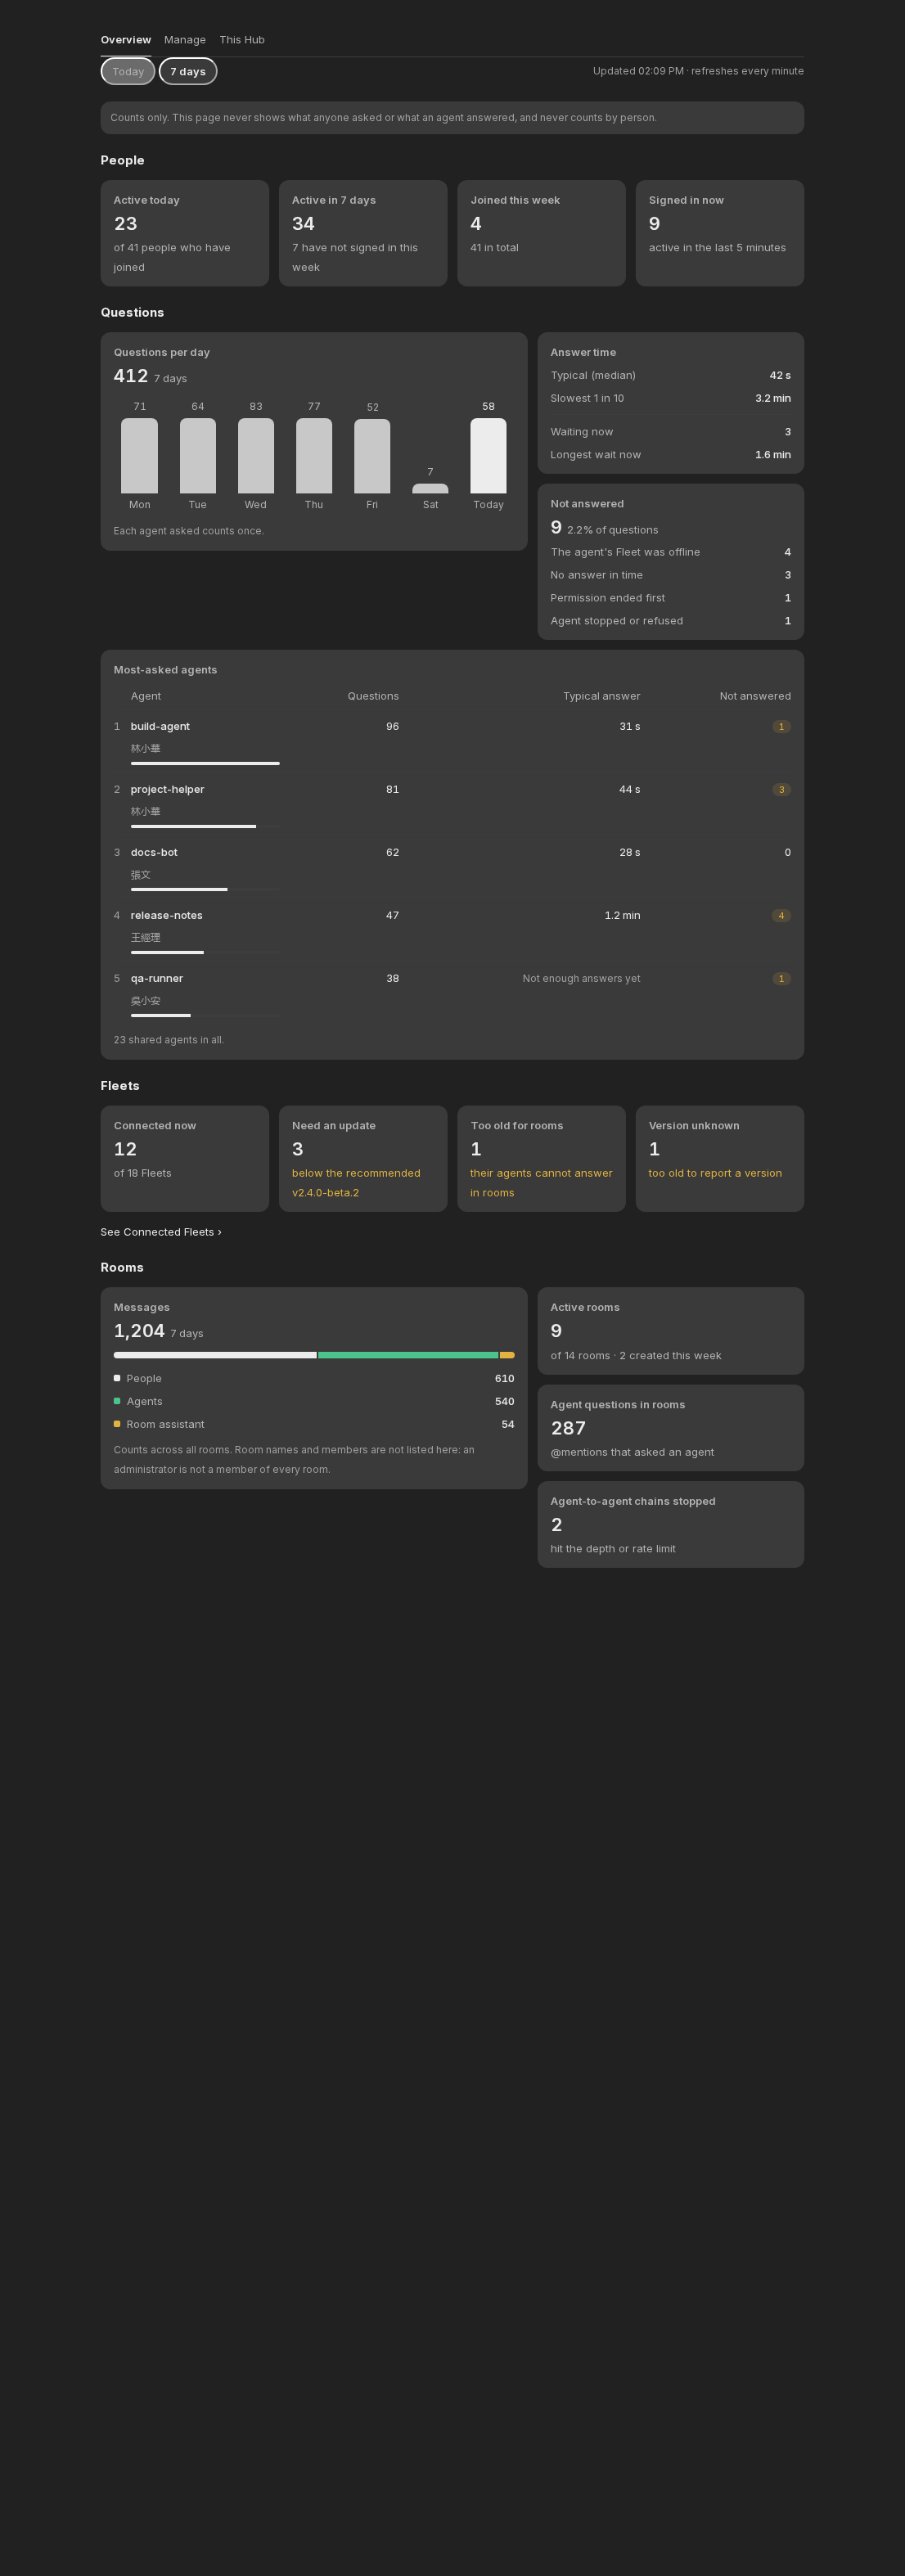 Overview Manage This Hub
Today 7 days Updated 02:09 PM · refreshes every minute
Counts only. This page never shows what anyone asked or what an agent answered, and never counts by person.
People
Active today
23
of 41 people who have
joined
Active in 7 days
34
7 have not signed in this
week
Joined this week
4
41 in total
Signed in now
9
active in the last 5 minutes
Questions
Questions per day
412 7 days
71 64 83 77 52 7 58
Mon Tue Wed Thu Fri Sat Today
Each agent asked counts once.
Answer time
Typical (median) 42 s
Slowest 1 in 10 3.2 min
Waiting now 3
Longest wait now 1.6 min
Not answered
9 2.2% of questions
The agent's Fleet was offline 4
No answer in time 3
Permission ended first 1
Agent stopped or refused 1
Most-asked agents
Agent Questions Typical answer Not answered
1 build-agent 96 31 s 1
林小華
2 project-helper 81 44 s 3
林小華
3 docs-bot 62 28 s 0
張文
4 release-notes 47 1.2 min 4
王經理
5 qa-runner 38 Not enough answers yet 1
吳小安
23 shared agents in all.
Fleets
Connected now
12
of 18 Fleets
Need an update
3
below the recommended
v2.4.0-beta.2
Too old for rooms
1
their agents cannot answer
in rooms
Version unknown
1
too old to report a version
See Connected Fleets ›
Rooms
Messages
1,204 7 days
People 610
Agents 540
Room assistant 54
Counts across all rooms. Room names and members are not listed here: an
administrator is not a member of every room.
Active rooms
9
of 14 rooms · 2 created this week
Agent questions in rooms
287
@mentions that asked an agent
Agent-to-agent chains stopped
2
hit the depth or rate limit